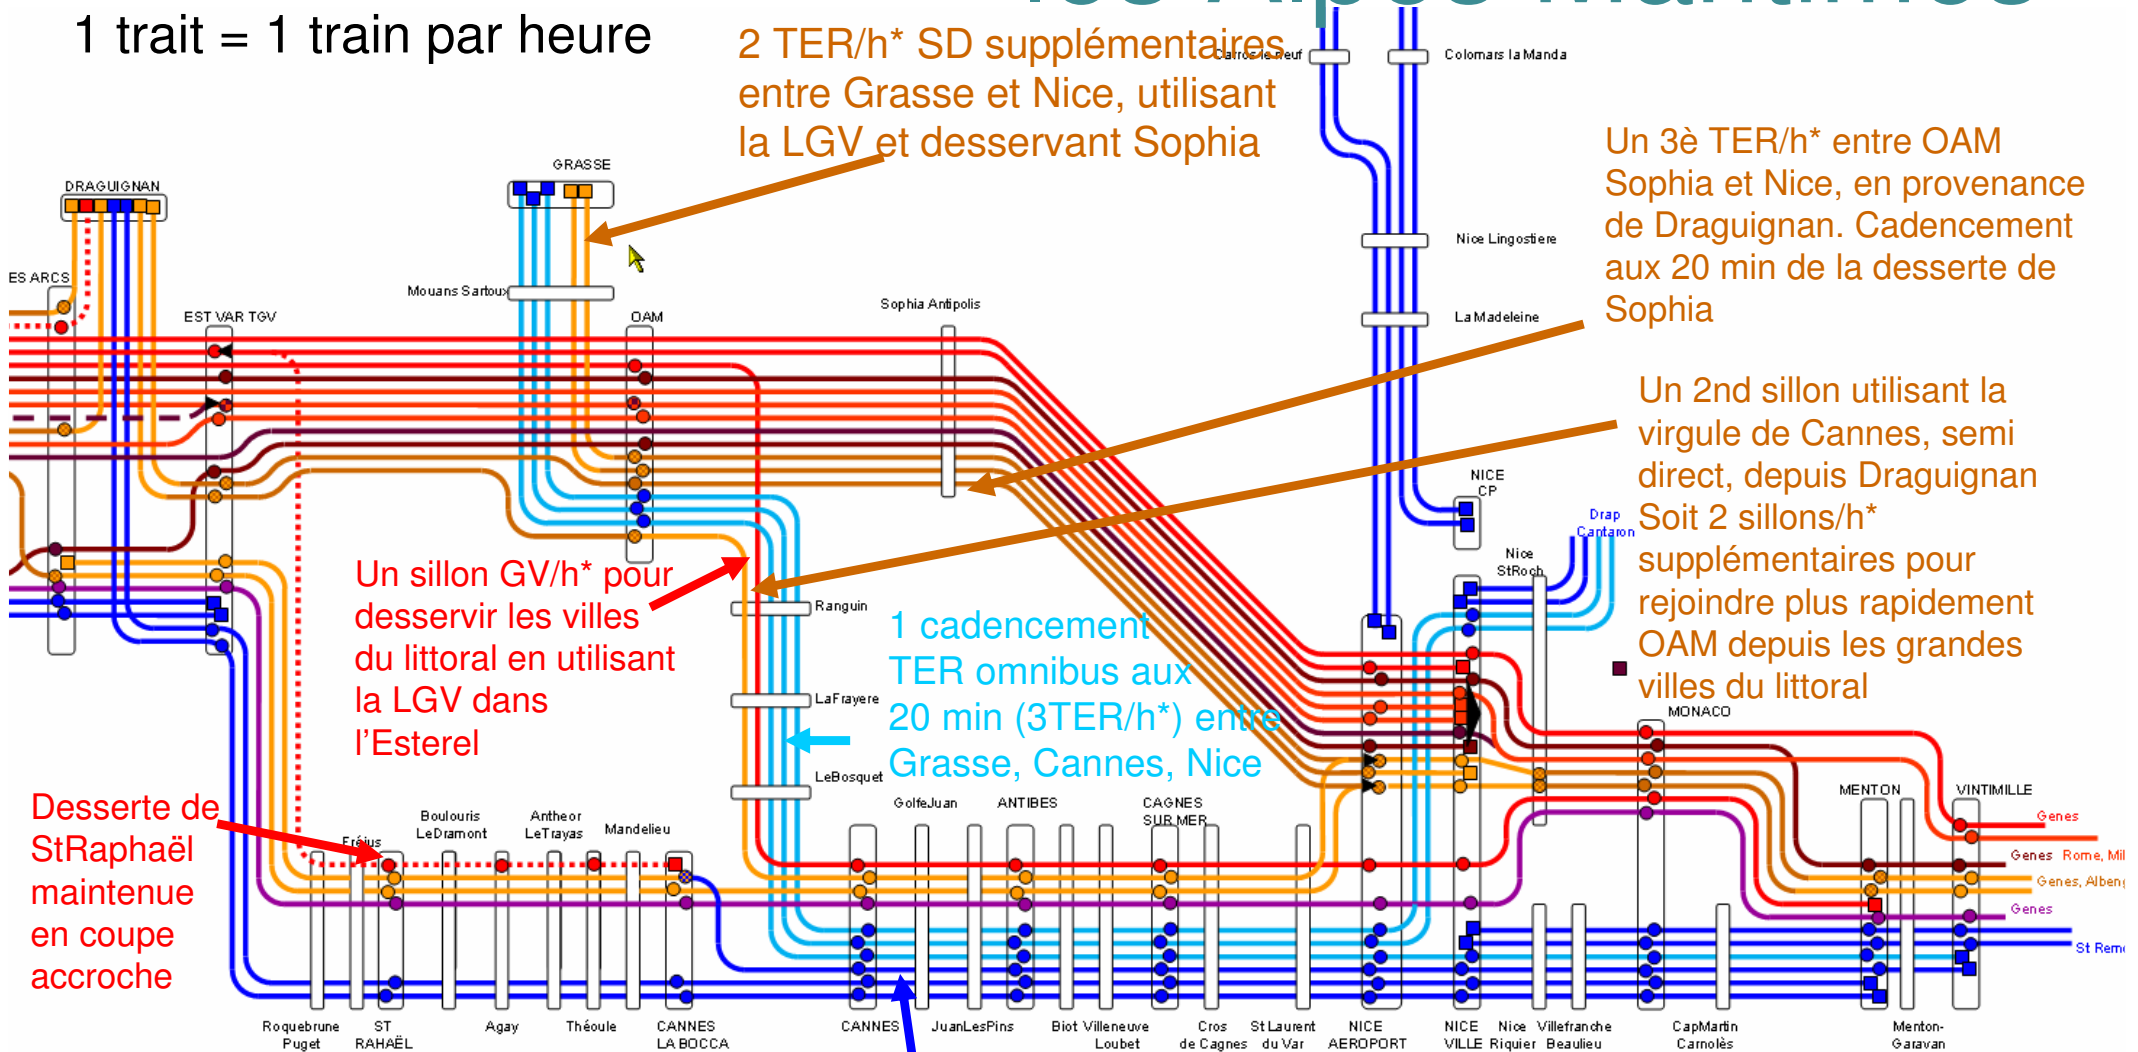 les Alpes Maritimes
1 trait = 1 train par heure
2 TER/h* SD supplémentaires
entre Grasse et Nice, utilisant
la LGV et desservant Sophia
Carros le neuf
Colomars la Manda
Un 3è TER/h* entre OAM
Sophia et Nice, en provenance
de Draguignan. Cadencement
aux 20 min de la desserte de
Sophia
GRASSE
DRAGUIGNAN
Nice Lingostiere
ES ARCS
Mouans Sartoux
Sophia Antipolis
EST VAR TGV
OAM
La Madeleine
Un 2nd sillon utilisant la
virgule de Cannes, semi
direct, depuis Draguignan
Soit 2 sillons/h*
supplémentaires pour
rejoindre plus rapidement
OAM depuis les grandes
villes du littoral
NICE
CP
Drap
Cantaron
Nice
StRoch
Un sillon GV/h* pour
desservir les villes
du littoral en utilisant
la LGV dans
l'Esterel
Ranguin
1 cadencement
TER omnibus aux
20 min (3TER/h*) entre
Grasse, Cannes, Nice
LaFrayere
LeBosquet
MONACO
Desserte de
StRaphaël
maintenue
en coupe
accroche
Fréjus
Boulouris
LeDramont
Antheor
LeTrayas
Mandelieu
GolfeJuan
ANTIBES
CAGNES
SUR MER
MENTON
VINTIMILLE
Genes
Genes Rome, Mil
Genes, Albeng
Genes
St Remo
Roquebrune
Puget
ST
RAHAËL
Agay
Théoule
CANNES
LA BOCCA
CANNES
JuanLesPins
Biot
Villeneuve
Loubet
Cros
de Cagnes
St Laurent
du Var
NICE
AEROPORT
NICE
VILLE
Nice
Riquier
Villefranche
Beaulieu
CapMartin
Carnolès
Menton-
Garavan